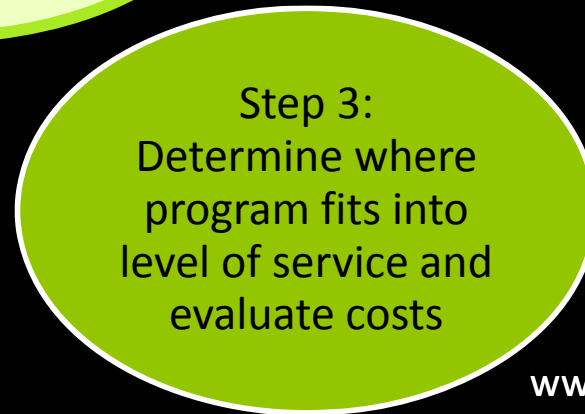 Step 3:
Determine where
program fits into
level of service and
evaluate costs